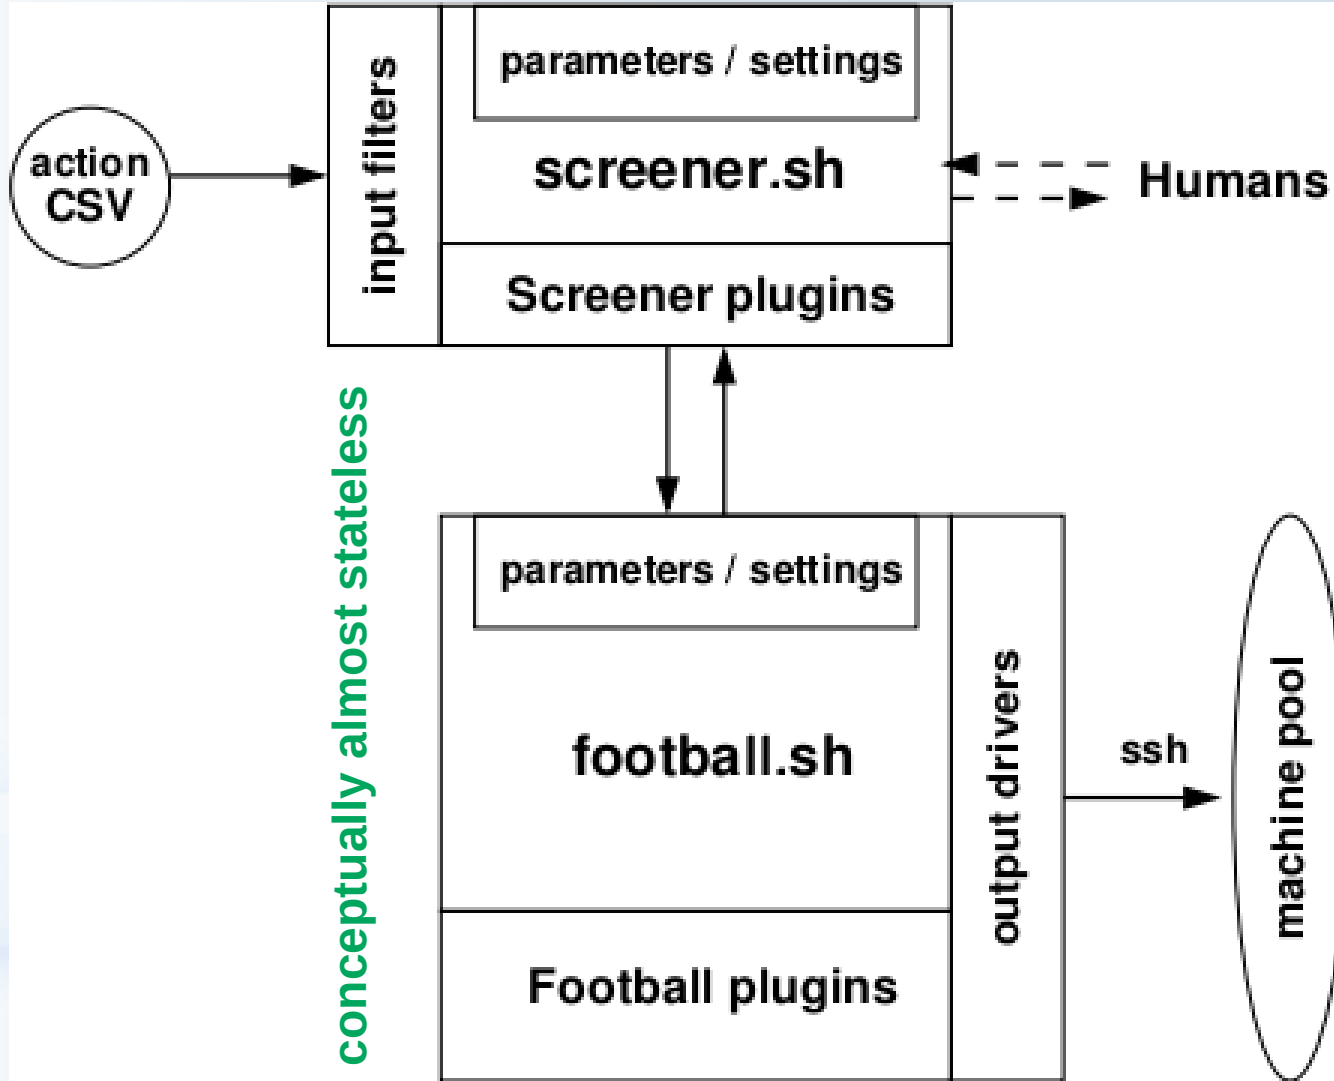 parameters / settings
action
CSV
input filters
screener.sh
Humans
Screener plugins
conceptually almost stateless
parameters / settings
football.sh
output drivers
ssh
machine pool
Football plugins